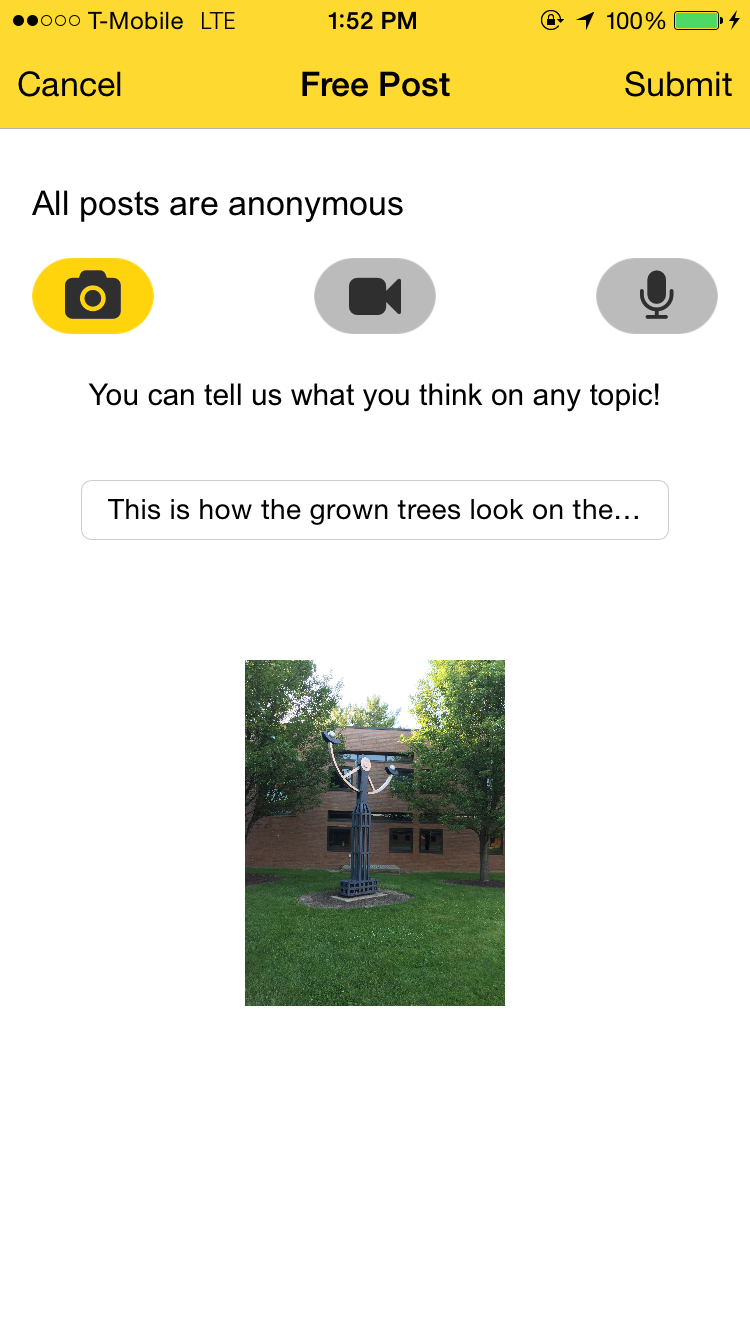 T-Mobile LTE 1:52 PM 100%
Cancel Free Post Submit
All posts are anonymous
You can tell us what you think on any topic!
This is how the grown trees look on the...